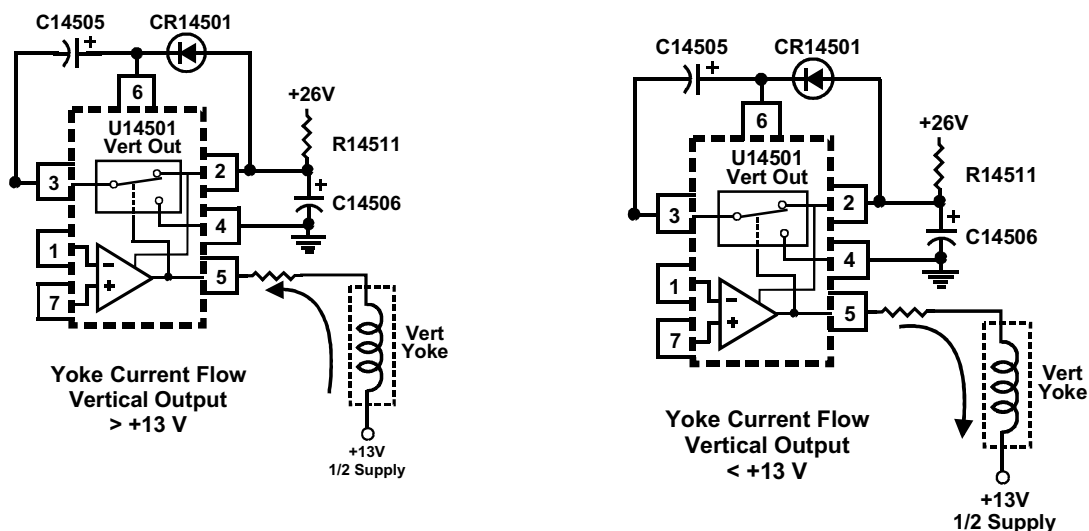 C14505
+
CR14501
6
U14501
Vert Out
+26V
R14511
3
2
+
C14506
4
1
−
5
7
+
Vert
Yoke
Yoke Current Flow
Vertical Output
> +13 V
+13V
1/2 Supply
C14505
+
CR14501
6
U14501
Vert Out
+26V
R14511
3
2
+
C14506
4
1
−
5
7
+
Vert
Yoke
Yoke Current Flow
Vertical Output
< +13 V
+13V
1/2 Supply